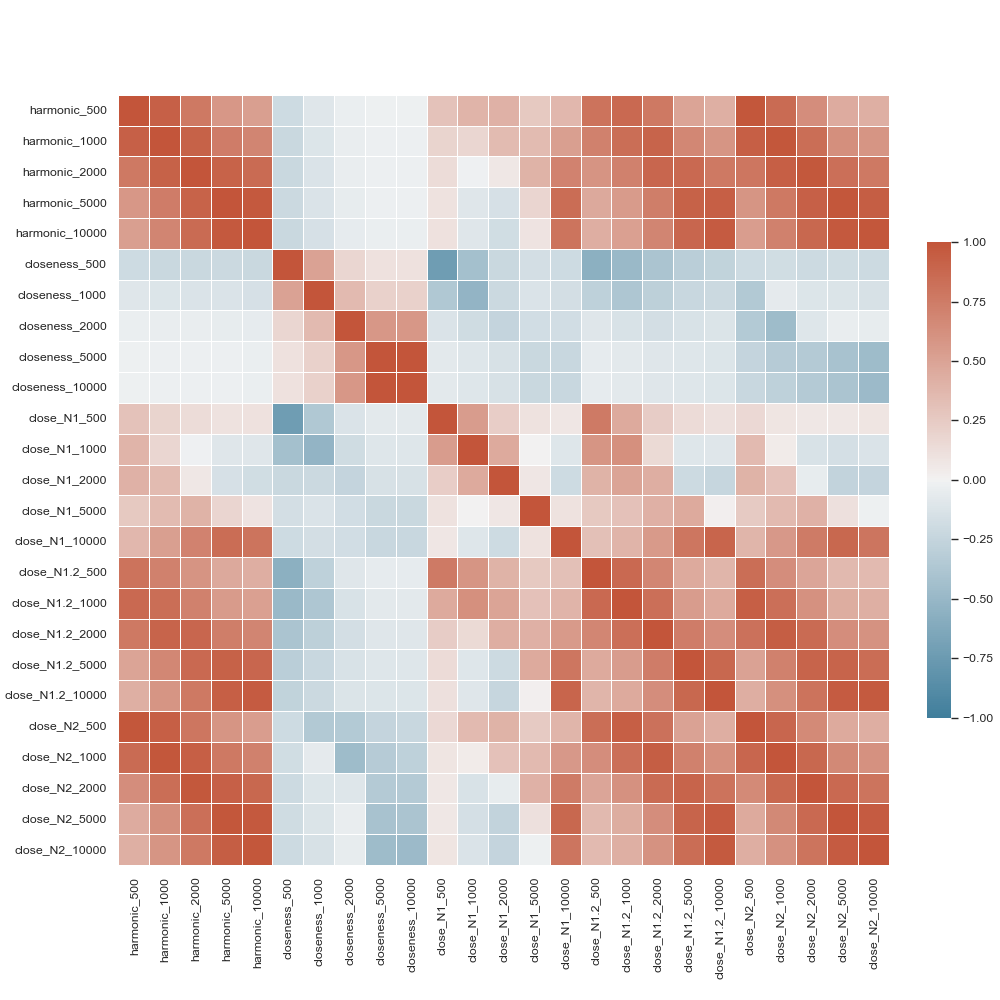 harmonic_500
harmonic_1000
harmonic_2000
harmonic_5000
harmonic_10000
closeness_500
closeness_1000
closeness_2000
closeness_5000
closeness_10000
close_N1_500
close_N1_1000
close_N1_2000
close_N1_5000
close_N1_10000
close_N1.2_500
close_N1.2_1000
close_N1.2_2000
close_N1.2_5000
close_N1.2_10000
close_N2_500
close_N2_1000
close_N2_2000
close_N2_5000
close_N2_10000
harmonic_500
harmonic_1000
harmonic_2000
harmonic_5000
harmonic_10000
closeness_500
closeness_1000
closeness_2000
closeness_5000
closeness_10000
close_N1_500
close_N1_1000
close_N1_2000
close_N1_5000
close_N1_10000
close_N1.2_500
close_N1.2_1000
close_N1.2_2000
close_N1.2_5000
close_N1.2_10000
close_N2_500
close_N2_1000
close_N2_2000
close_N2_5000
close_N2_10000
1.00
0.75
0.50
0.25
0.00
−0.25
−0.50
−0.75
−1.00